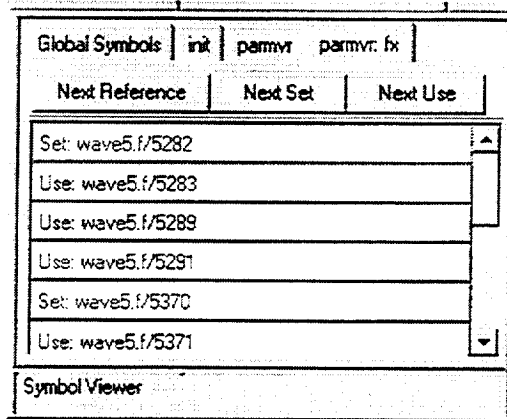 Global Symbols init parmvr parmvr: fx
Next Reference Next Set Next Use
Set: wave5.f/5282
Use: wave5.f/5283
Use: wave5.f/5289
Use: wave5.f/5291
Set: wave5.f/5370
Use: wave5.f/5371
Symbol Viewer